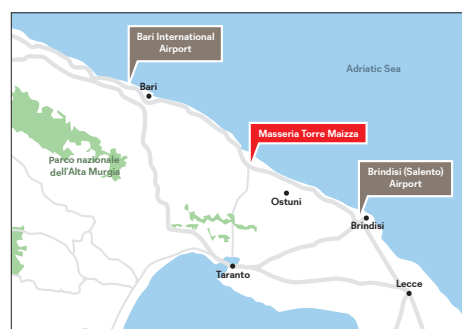 Bari International
Airport
Adriatic Sea
Bari
Masseria Torre Maizza
Parco nazionale
dell'Alta Murgia
Brindisi (Salento)
Airport
Ostuni
Brindisi
Taranto
Lecce